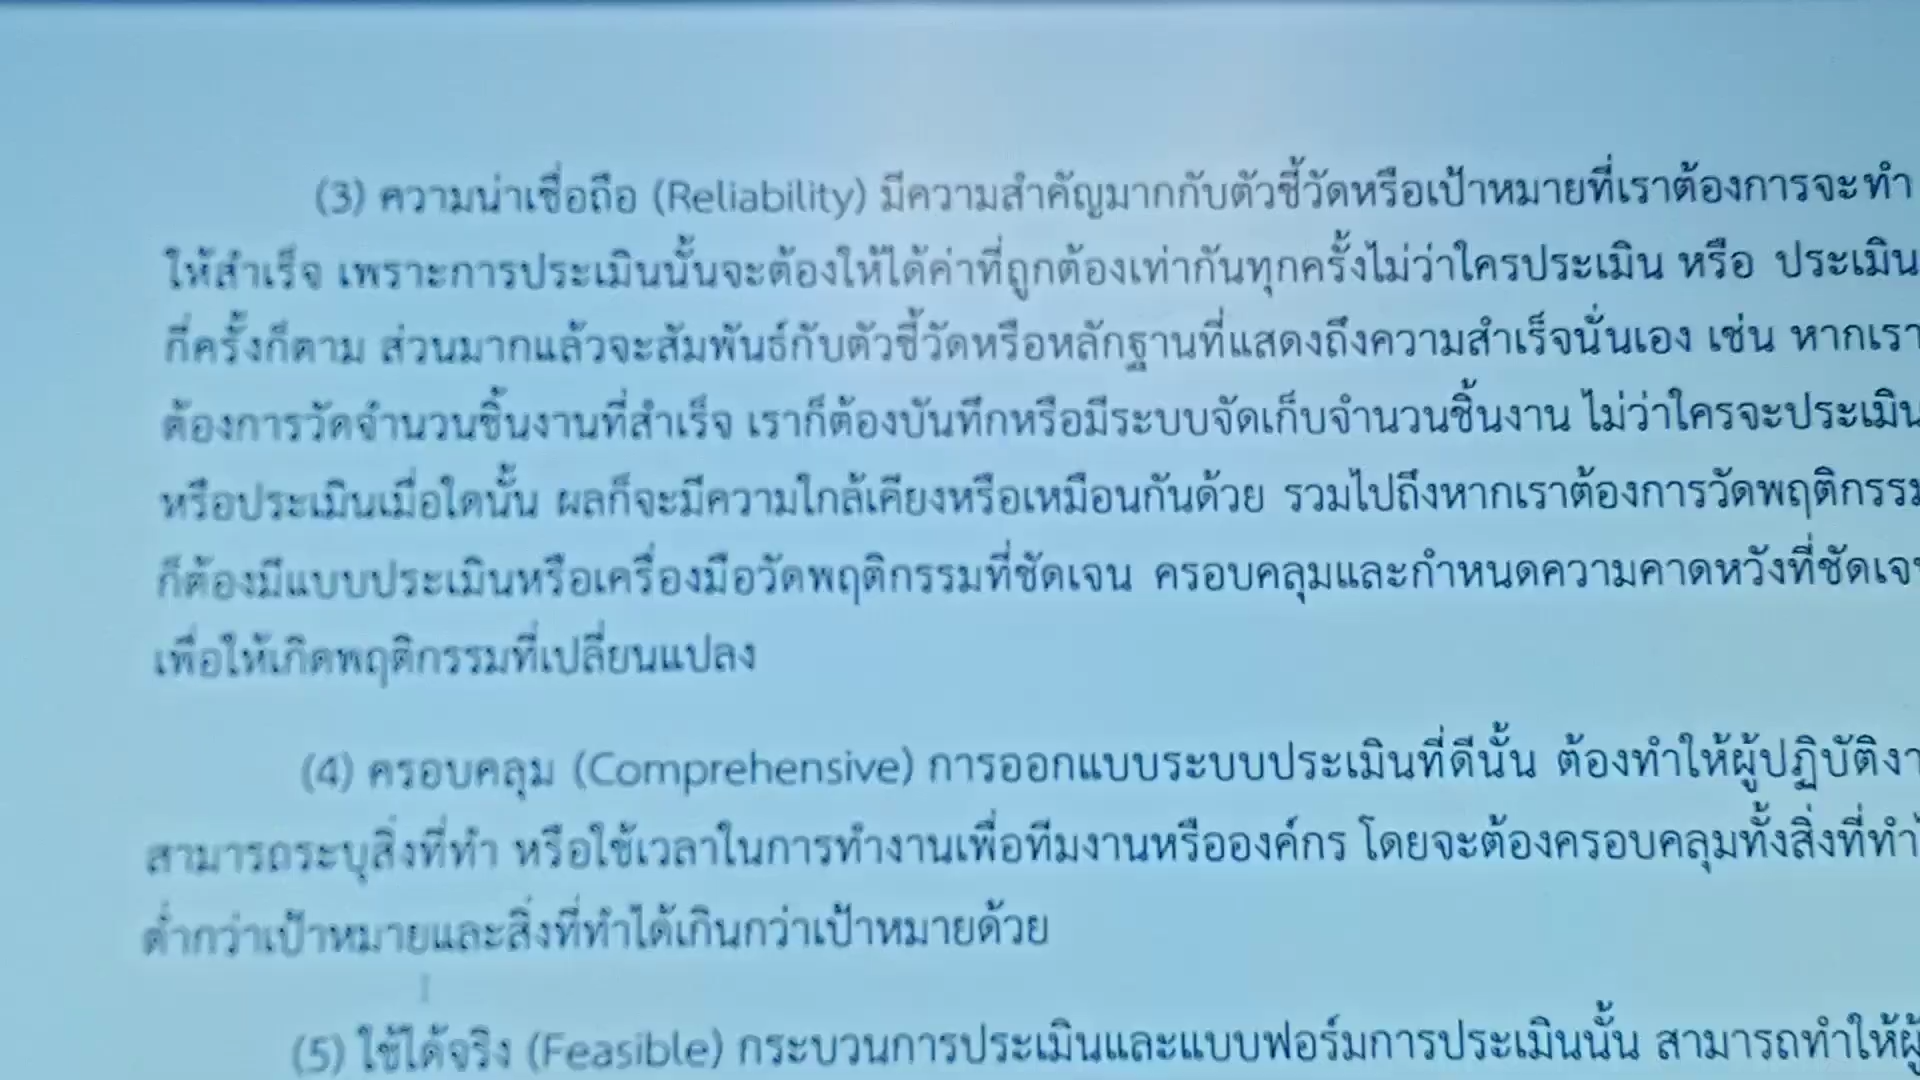 (3) ความน่าเชื่อถือ (Reliability) มีความสำคัญมากกับตัวชี้วัดหรือเป้าหมายที่เราต้องการจะทำ
ให้สำเร็จ เพราะการประเมินนั้นจะต้องให้ได้ค่าที่ถูกต้องเท่ากันทุกครั้งไม่ว่าใครประเมิน หรือ ประเมิน
กี่ครั้งก็ตาม ส่วนมากแล้วจะสัมพันธ์กับตัวชี้วัดหรือหลักฐานที่แสดงถึงความสำเร็จนั่นเอง เช่น หากเรา
ต้องการวัดจำนวนชิ้นงานที่สำเร็จ เราก็ต้องบันทึกหรือมีระบบจัดเก็บจำนวนชิ้นงาน ไม่ว่าใครจะประเมิน
หรือประเมินเมื่อใดนั้น ผลก็จะมีความใกล้เคียงหรือเหมือนกันด้วย รวมไปถึงหากเราต้องการวัดพฤติกรรม
ก็ต้องมีแบบประเมินหรือเครื่องมือวัดพฤติกรรมที่ชัดเจน ครอบคลุมและกำหนดความคาดหวังที่ชัดเจน
เพื่อให้เกิดพฤติกรรมที่เปลี่ยนแปลง
(4) ครอบคลุม (Comprehensive) การออกแบบระบบประเมินที่ดีนั้น ต้องทำให้ผู้ปฏิบัติงา
สามารถระบุสิ่งที่ทำ หรือใช้เวลาในการทำงานเพื่อทีมงานหรือองค์กร โดยจะต้องครอบคลุมทั้งสิ่งที่ทำ
ต่ำกว่าเป้าหมายและสิ่งที่ทำได้เกินกว่าเป้าหมายด้วย
(5) ใช้ได้จริง (Feasible) กระบวนการประเมินและแบบฟอร์มการประเมินนั้น สามารถทำให้ผู้